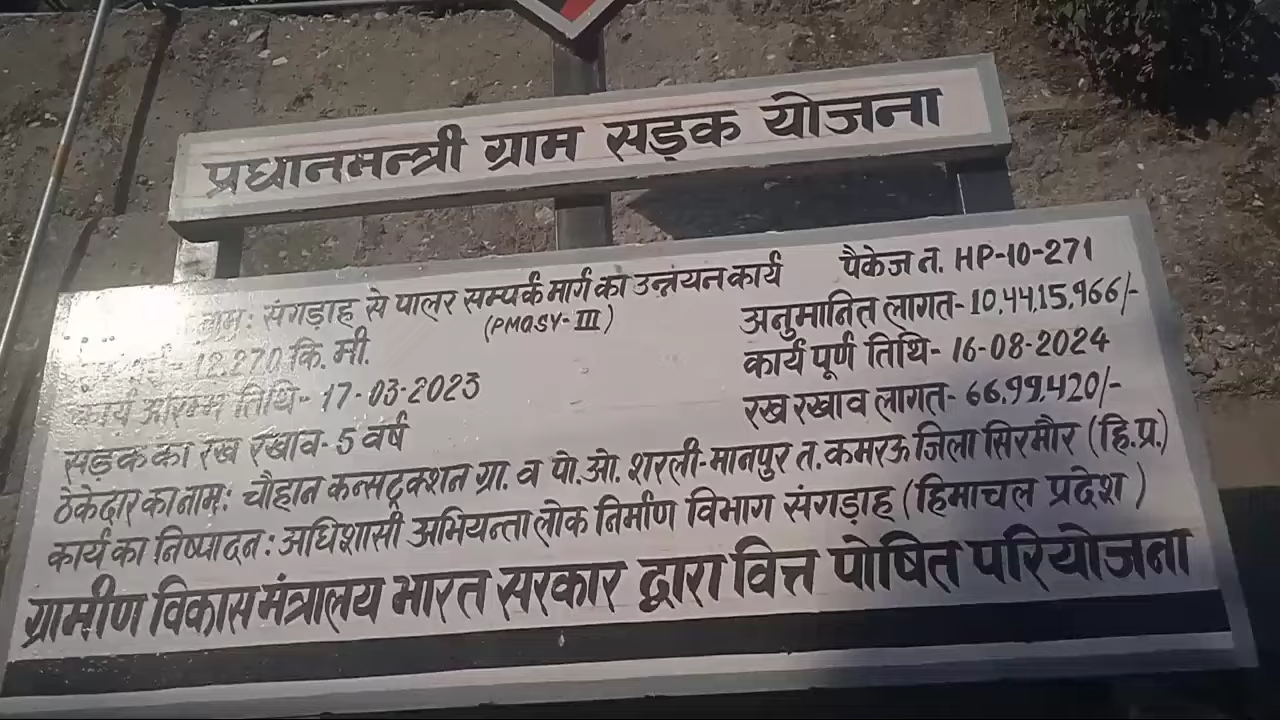 प्रधानमन्त्री ग्राम सड़क योजना
नाम: संगड़ाह से पालर सम्पर्क मार्ग का उन्नयन कार्य पैकेज न. HP-10-271
(PMGSY-III) अनुमानित लागत- 10,44,15,966/-
12.270 कि. मी. कार्य पूर्ण तिथि- 16-08-2024
कार्य आरम्भ तिथि- 17-03-2023 रख रखाव लागत- 66,99,420/-
सड़क का रख रखाव- 5 वर्ष
ठेकेदार का नाम: चौहान कन्सट्रक्शन ग्रा. व पो.ओ. शरली-मानपुर त. कमरऊ जिला सिरमौर (हि.प्र.)
कार्य का निष्पादन: अधिशासी अभियन्ता लोक निर्माण विभाग संगड़ाह (हिमाचल प्रदेश)
ग्रामीण विकास मंत्रालय भारत सरकार द्वारा वित्त पोषित परियोजना